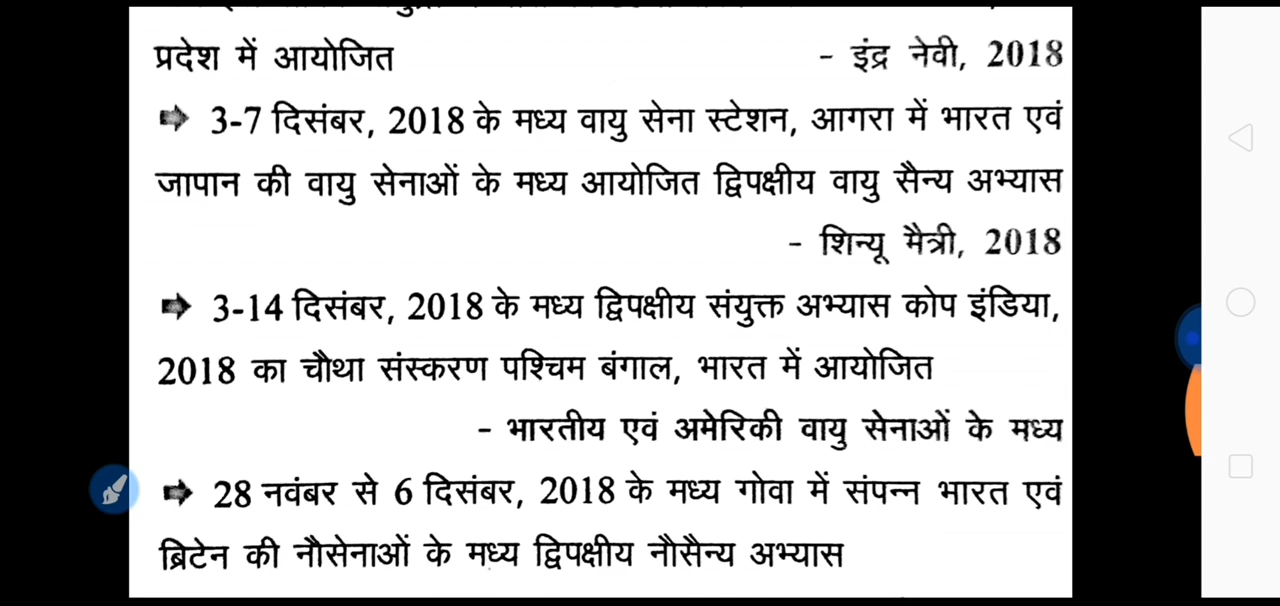 प्रदेश में आयोजित - इंद्र नेवी, 2018
➡ 3-7 दिसंबर, 2018 के मध्य वायु सेना स्टेशन, आगरा में भारत एवं
जापान की वायु सेनाओं के मध्य आयोजित द्विपक्षीय वायु सैन्य अभ्यास
- शिन्यू मैत्री, 2018
➡ 3-14 दिसंबर, 2018 के मध्य द्विपक्षीय संयुक्त अभ्यास कोप इंडिया,
2018 का चौथा संस्करण पश्चिम बंगाल, भारत में आयोजित
- भारतीय एवं अमेरिकी वायु सेनाओं के मध्य
➡ 28 नवंबर से 6 दिसंबर, 2018 के मध्य गोवा में संपन्न भारत एवं
ब्रिटेन की नौसेनाओं के मध्य द्विपक्षीय नौसैन्य अभ्यास